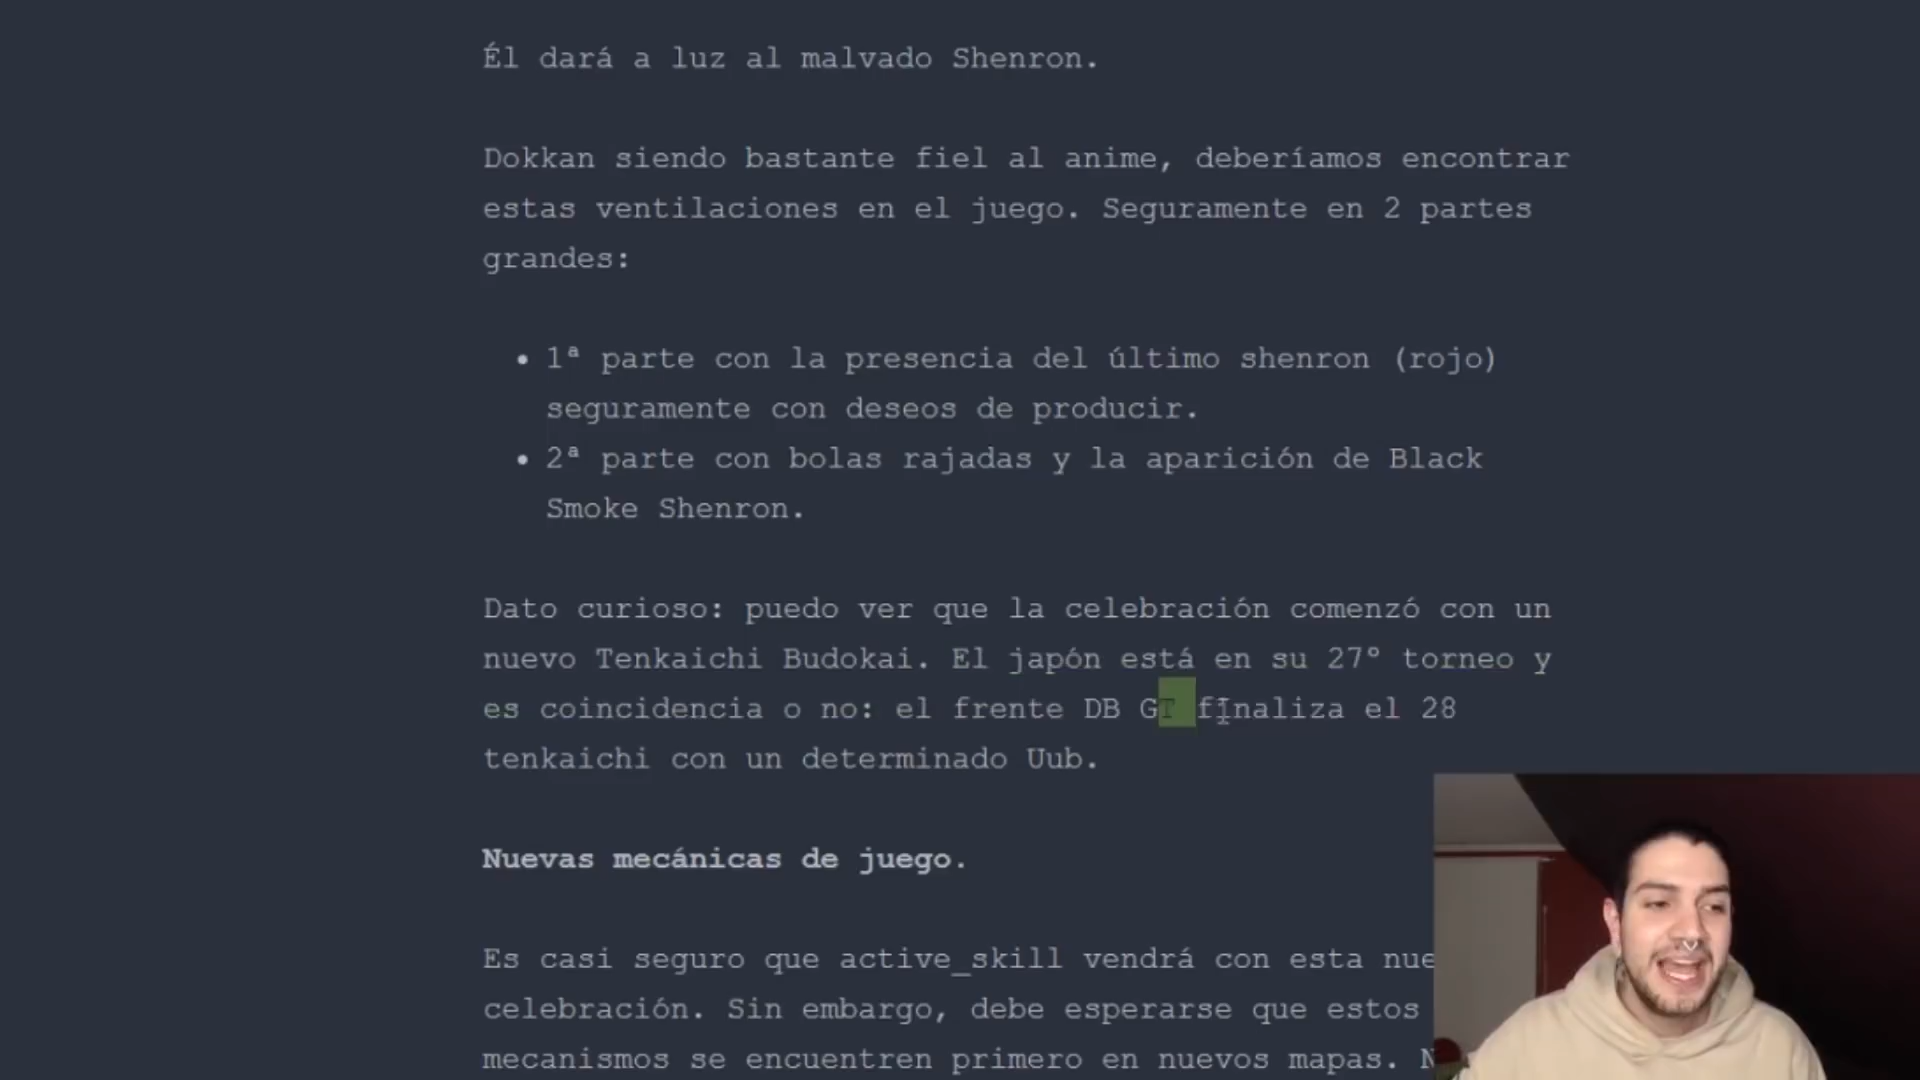 Él dará a luz al malvado Shenron.
Dokkan siendo bastante fiel al anime, deberíamos encontrar
estas ventilaciones en el juego. Seguramente en 2 partes
grandes:
• 1ª parte con la presencia del último shenron (rojo)
seguramente con deseos de producir.
• 2ª parte con bolas rajadas y la aparición de Black
Smoke Shenron.
Dato curioso: puedo ver que la celebración comenzó con un
nuevo Tenkaichi Budokai. El japón está en su 27° torneo y
es coincidencia o no: el frente DB GT finaliza el 28
tenkaichi con un determinado Uub.
Nuevas mecánicas de juego.
Es casi seguro que active_skill vendrá con esta nue
celebración. Sin embargo, debe esperarse que estos
mecanismos se encuentren primero en nuevos mapas. N